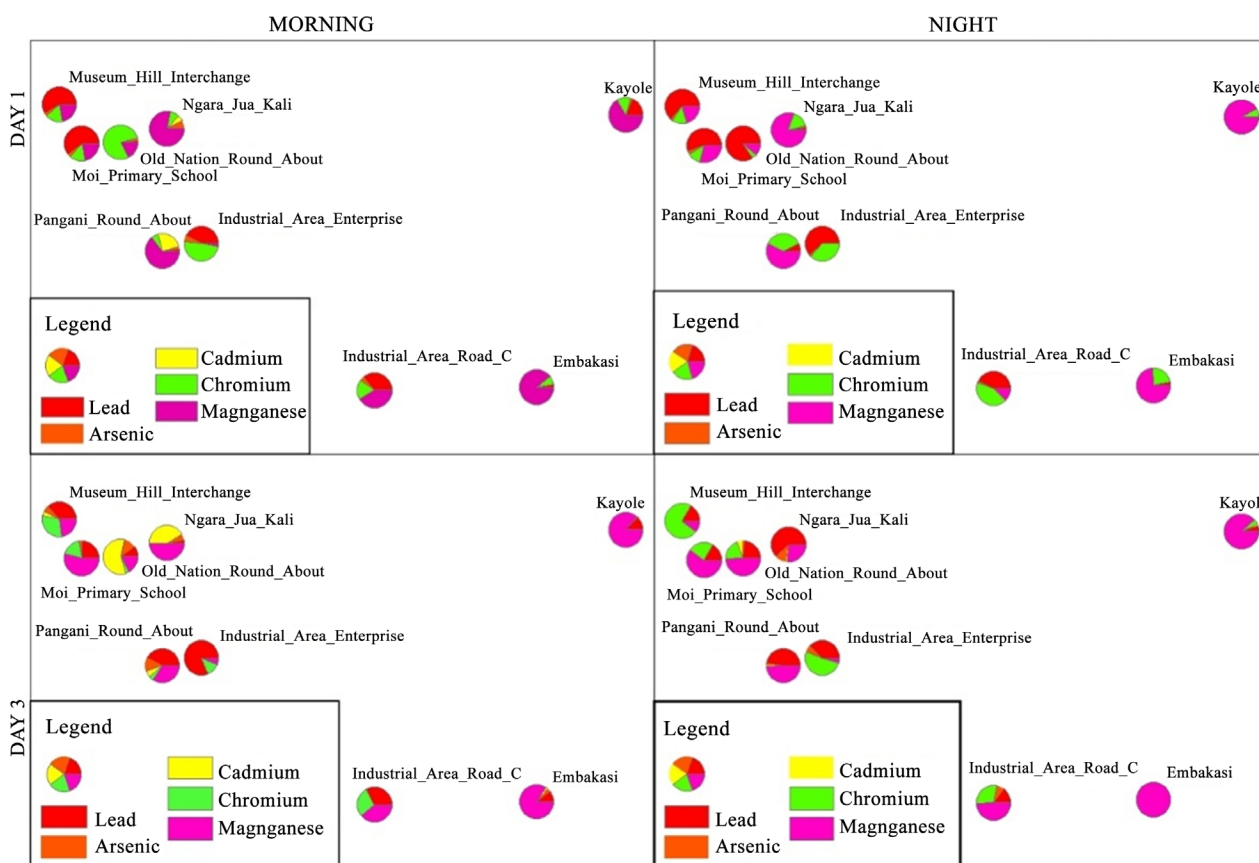 MORNING
NIGHT
DAY 1
Museum_Hill_Interchange
Ngara_Jua_Kali
Kayole
Old_Nation_Round_About
Moi_Primary_School
Pangani_Round_About
Industrial_Area_Enterprise
Industrial_Area_Road_C
Embakasi
Legend
Cadmium
Chromium
Lead
Magnganese
Arsenic
Museum_Hill_Interchange
Ngara_Jua_Kali
Kayole
Old_Nation_Round_About
Moi_Primary_School
Pangani_Round_About
Industrial_Area_Enterprise
Industrial_Area_Road_C
Embakasi
Legend
Cadmium
Chromium
Lead
Magnganese
Arsenic
DAY 3
Museum_Hill_Interchange
Ngara_Jua_Kali
Kayole
Old_Nation_Round_About
Moi_Primary_School
Pangani_Round_About
Industrial_Area_Enterprise
Industrial_Area_Road_C
Embakasi
Legend
Cadmium
Chromium
Lead
Magnganese
Arsenic
Museum_Hill_Interchange
Ngara_Jua_Kali
Kayole
Old_Nation_Round_About
Moi_Primary_School
Pangani_Round_About
Industrial_Area_Enterprise
Industrial_Area_Road_C
Embakasi
Legend
Cadmium
Chromium
Lead
Magnganese
Arsenic